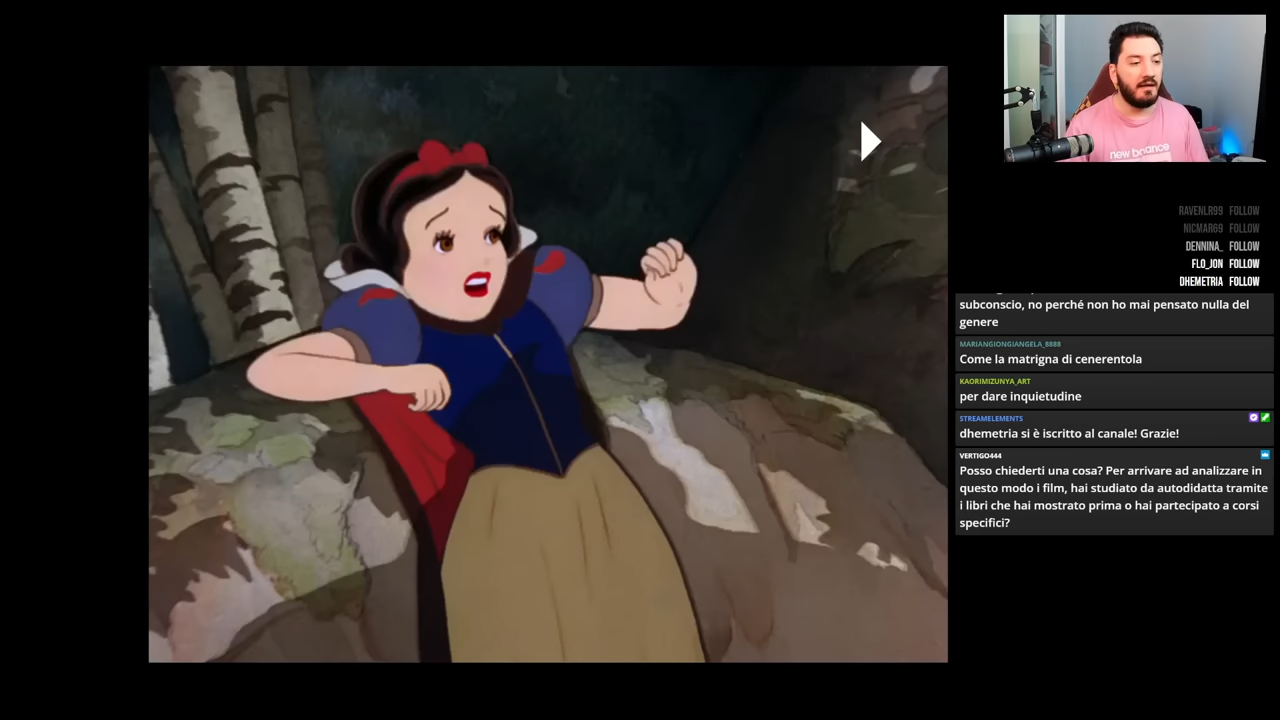 new balance
RAVENLR99 FOLLOW
NICMAR69 FOLLOW
DENNINA_ FOLLOW
FLO_JON FOLLOW
DHEMETRIA FOLLOW
subconscio, no perché non ho mai pensato nulla del
genere
MARIANGIONGIANGELA_8888
Come la matrigna di cenerentola
KAORIMIZUNYA_ART
per dare inquietudine
STREAMELEMENTS
dhemetria si è iscritto al canale! Grazie!
VERTIGO444
Posso chiederti una cosa? Per arrivare ad analizzare in
questo modo i film, hai studiato da autodidatta tramite
i libri che hai mostrato prima o hai partecipato a corsi
specifici?